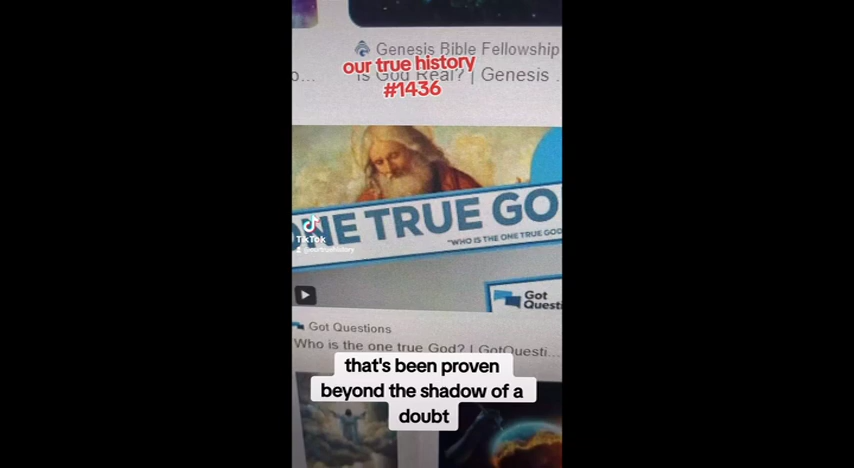 Genesis Bible Fellowship
our true history
Is God Real? | Genesis ...
#1436
ONE TRUE GO
"WHO IS THE ONE TRUE GOD
TikTok
Got
Questi
Got Questions
Who is the one true God? | GotQuesti...
that's been proven
beyond the shadow of a
doubt